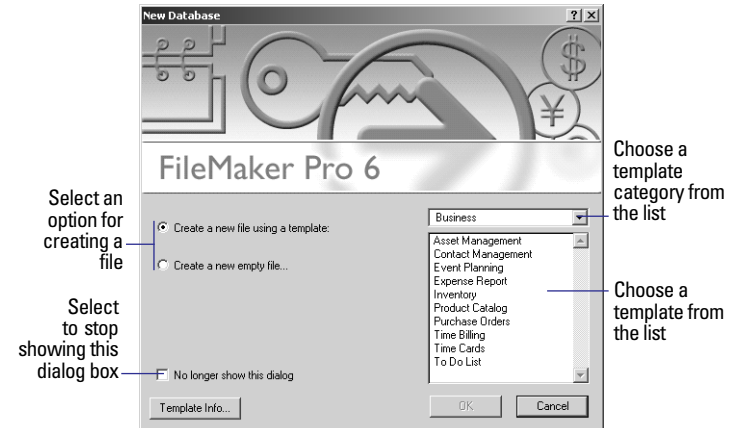 New Database
FileMaker Pro 6
Select an
option for
creating a
file
Create a new file using a template:
Create a new empty file...
Select
to stop
showing this
dialog box
No longer show this dialog
Template Info...
Business
Asset Management
Contact Management
Event Planning
Expense Report
Inventory
Product Catalog
Purchase Orders
Time Billing
Time Cards
To Do List
OK
Cancel
Choose a
template
category from
the list
Choose a
template from
the list